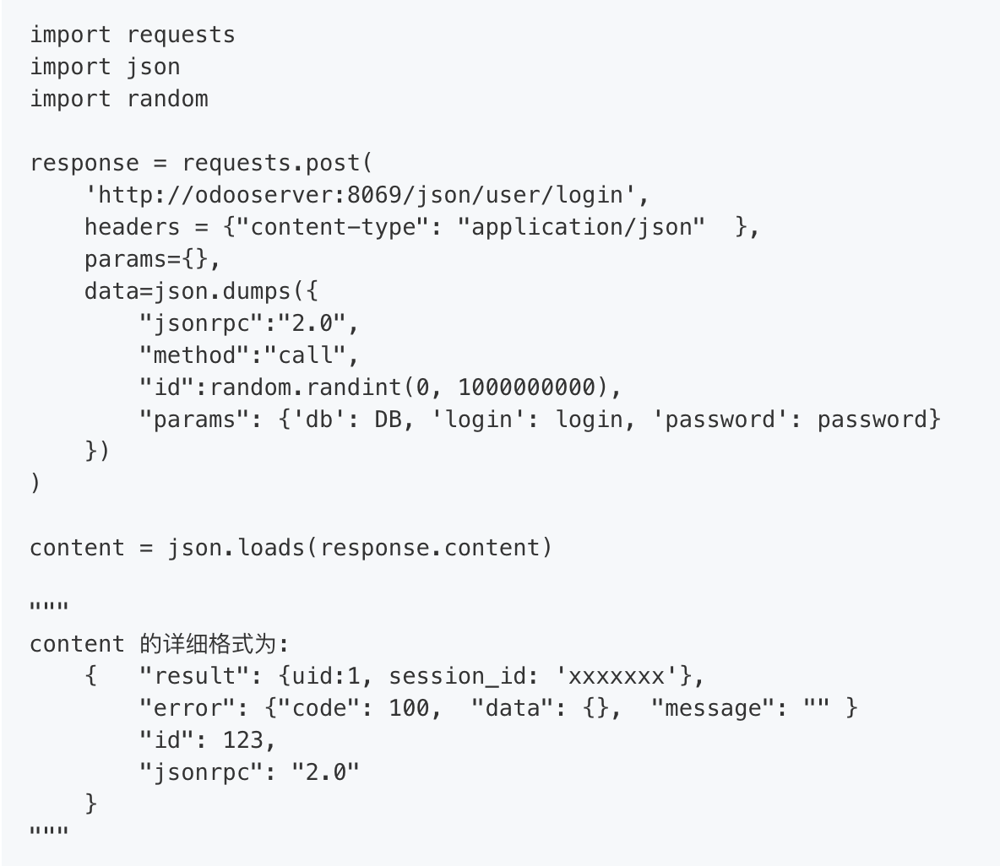 import requests
import json
import random
response = requests.post(
    'http://odooserver:8069/json/user/login',
    headers = {"content-type": "application/json"  },
    params={},
    data=json.dumps({
        "jsonrpc":"2.0",
        "method":"call",
        "id":random.randint(0, 1000000000),
        "params": {'db': DB, 'login': login, 'password': password}
    })
)
content = json.loads(response.content)
"""
content 的详细格式为:
    {   "result": {uid:1, session_id: 'xxxxxxx'},
        "error": {"code": 100,  "data": {},  "message": "" }
        "id": 123,
        "jsonrpc": "2.0"
    }
"""